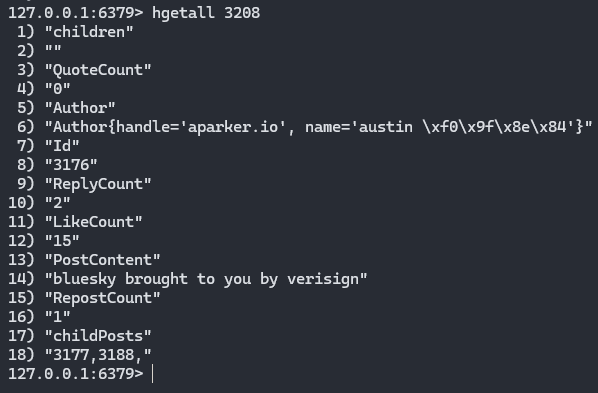 127.0.0.1:6379> hgetall 3208
1) "children"
2) ""
3) "QuoteCount"
4) "0"
5) "Author"
6) "Author{handle='aparker.io', name='austin \xf0\x9f\x8e\x84'}"
7) "Id"
8) "3176"
9) "ReplyCount"
10) "2"
11) "LikeCount"
12) "15"
13) "PostContent"
14) "bluesky brought to you by verisign"
15) "RepostCount"
16) "1"
17) "childPosts"
18) "3177,3188,"
127.0.0.1:6379>